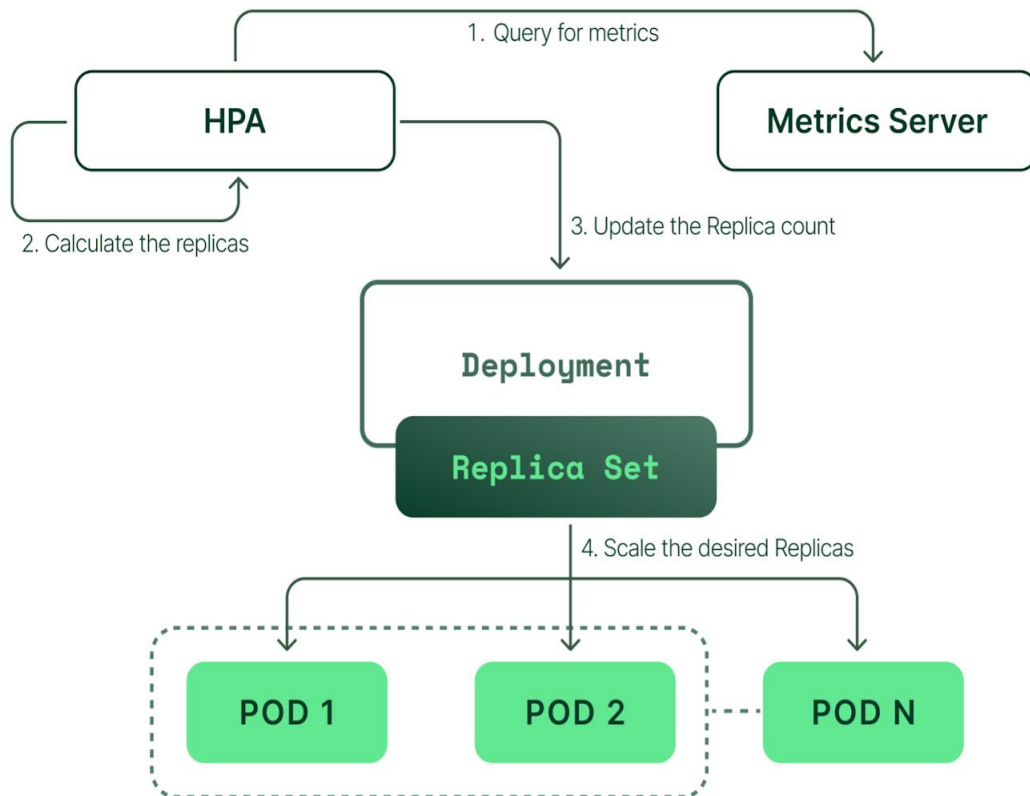 1. Query for metrics
HPA
Metrics Server
2. Calculate the replicas
3. Update the Replica count
Deployment
Replica Set
4. Scale the desired Replicas
POD 1
POD 2
POD N